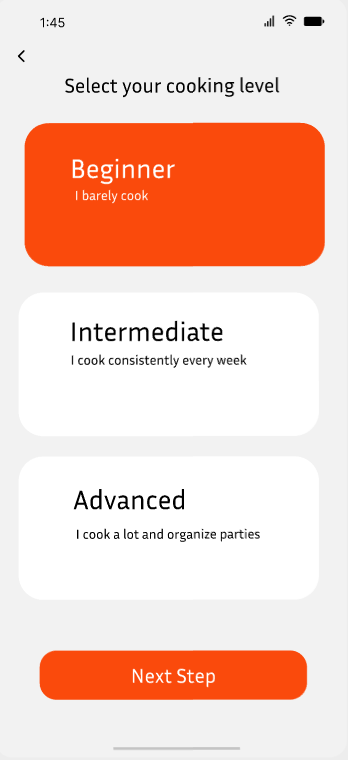 1:45
Select your cooking level
Beginner
I barely cook
Intermediate
I cook consistently every week
Advanced
I cook a lot and organize parties
Next Step